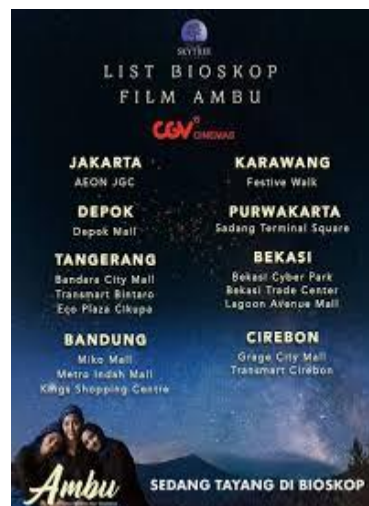 SKYTREE
LIST BIOSKOP
FILM AMBU
CGV CINEMAS
JAKARTA
AEON JGC
DEPOK
Depok Mall
TANGERANG
Bandara City Mall
Transmart Bintaro
Eco Plaza Cikupa
BANDUNG
Miko Mall
Metro Indah Mall
Kings Shopping Centre
KARAWANG
Festive Walk
PURWAKARTA
Sadang Terminal Square
BEKASI
Bekasi Cyber Park
Bekasi Trade Center
Lagoon Avenue Mall
CIREBON
Grage City Mall
Transmart Cirebon
Ambu
SEDANG TAYANG DI BIOSKOP